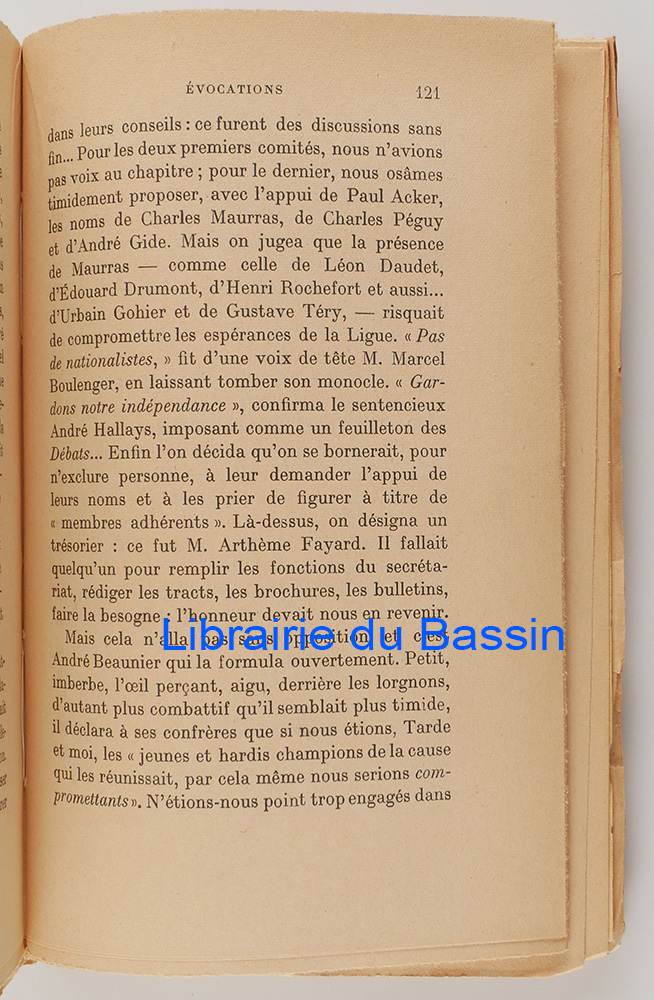 ÉVOCATIONS 121
dans leurs conseils : ce furent des discussions sans
fin... Pour les deux premiers comités, nous n'avions
pas voix au chapitre ; pour le dernier, nous osâmes
timidement proposer, avec l'appui de Paul Acker,
les noms de Charles Maurras, de Charles Péguy
et d'André Gide. Mais on jugea que la présence
de Maurras — comme celle de Léon Daudet,
d'Édouard Drumont, d'Henri Rochefort et aussi...
d'Urbain Gohier et de Gustave Téry, — risquait
de compromettre les espérances de la Ligue. « Pas
de nationalistes, » fit d'une voix de tête M. Marcel
Boulenger, en laissant tomber son monocle. « Gar-
dons notre indépendance », confirma le sentencieux
André Hallays, imposant comme un feuilleton des
Débats... Enfin l'on décida qu'on se bornerait, pour
n'exclure personne, à leur demander l'appui de
leurs noms et à les prier de figurer à titre de
« membres adhérents ». Là-dessus, on désigna un
trésorier : ce fut M. Arthème Fayard. Il fallait
quelqu'un pour remplir les fonctions du secréta-
riat, rédiger les tracts, les brochures, les bulletins,
faire la besogne : l'honneur devait nous en revenir.
Mais cela n'alla pas sans opposition et c'est
Librairie du Bassin
André Beaunier qui la formula ouvertement. Petit,
imberbe, l'œil perçant, aigu, derrière les lorgnons,
d'autant plus combattif qu'il semblait plus timide,
il déclara à ses confrères que si nous étions, Tarde
et moi, les « jeunes et hardis champions de la cause
qui les réunissait, par cela même nous serions com-
promettants ». N'étions-nous point trop engagés dans